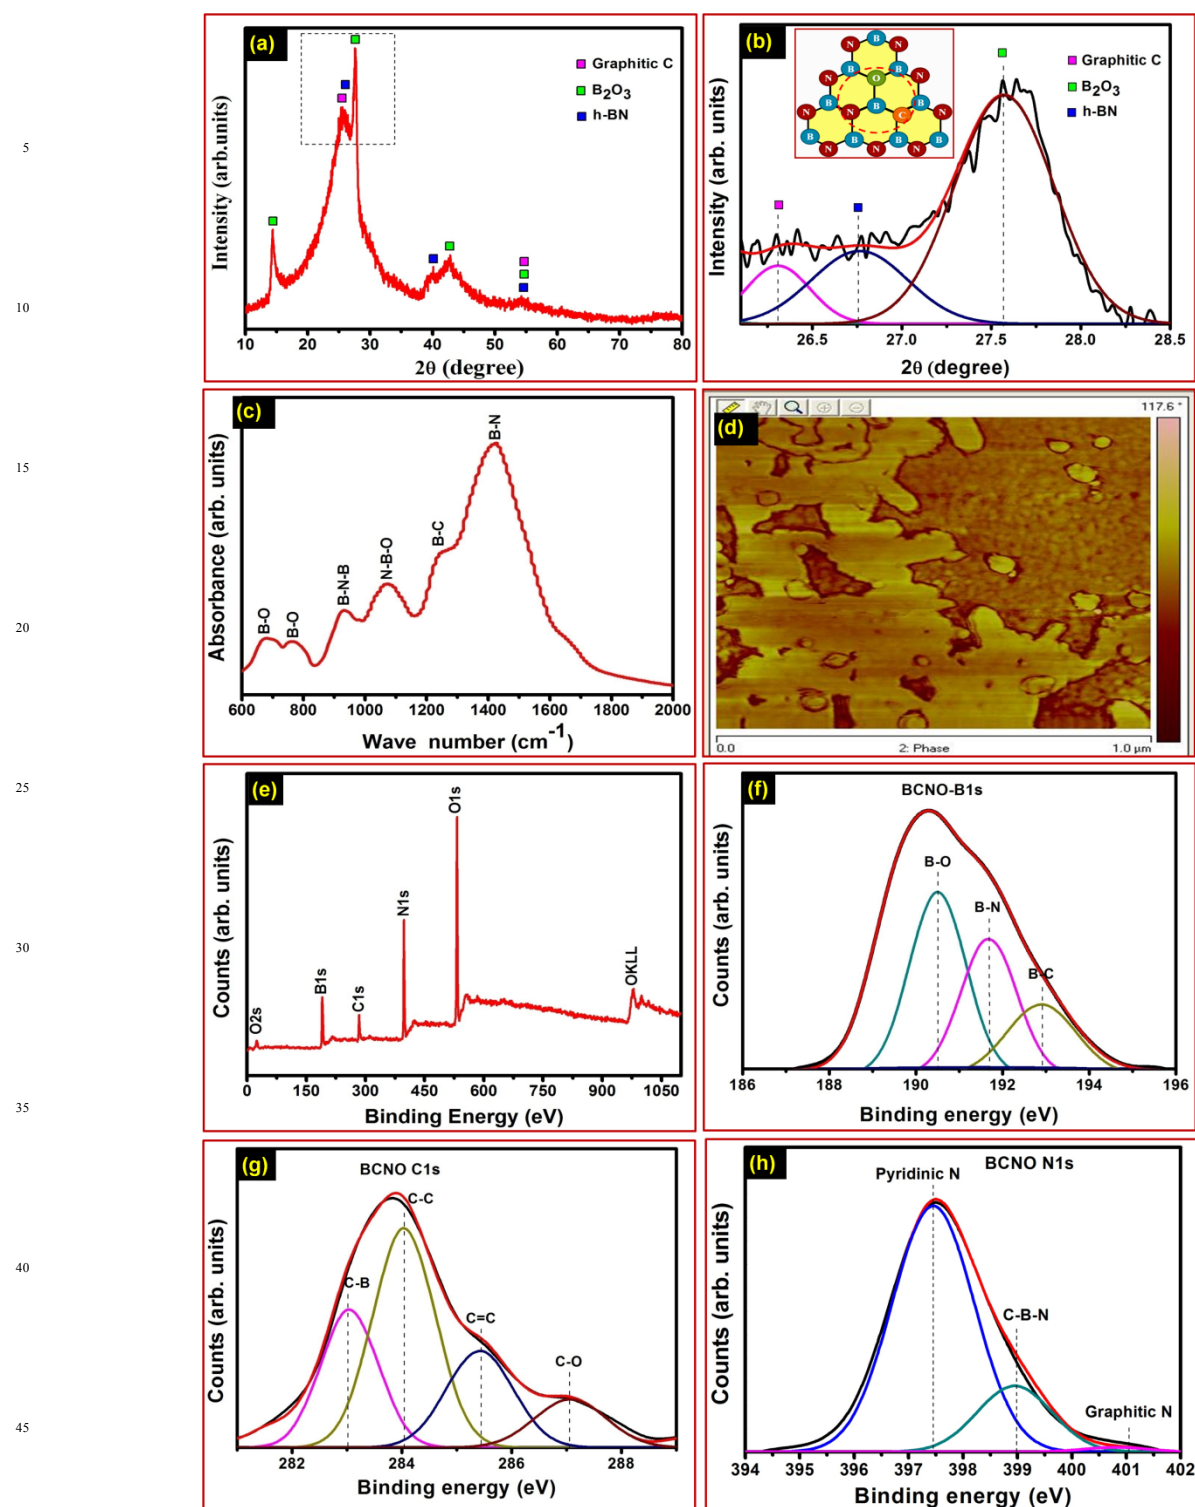 (a)
Graphitic C
B₂O₃
h-BN
Intensity (arb.units)
10 20 30 40 50 60 70 80
2θ (degree)
(b)
Graphitic C
B₂O₃
h-BN
B
N N
B B
N O N
B N B C B N
B N B N B
N N N
Intensity (arb. units)
26.5 27.0 27.5 28.0 28.5
2θ (degree)
5
10
15
20
25
30
35
40
45
(c)
B-O
B-O
B-N-B
N-B-O
B-C
B-N
Absorbance (arb. units)
600 800 1000 1200 1400 1600 1800 2000
Wave number (cm⁻¹)
(d)
117.6 °
0.0 2: Phase 1.0 µm
(e)
O2s
B1s
C1s
N1s
O1s
OKLL
Counts (arb. units)
0 150 300 450 600 750 900 1050
Binding Energy (eV)
(f)
BCNO-B1s
B-O
B-N
B-C
Counts (arb. units)
186 188 190 192 194 196
Binding energy (eV)
(g)
BCNO C1s
C-C
C-B
C=C
C-O
Counts (arb. units)
282 284 286 288
Binding energy (eV)
(h)
BCNO N1s
Pyridinic N
C-B-N
Graphitic N
Counts (arb. units)
394 395 396 397 398 399 400 401 402
Binding energy (eV)